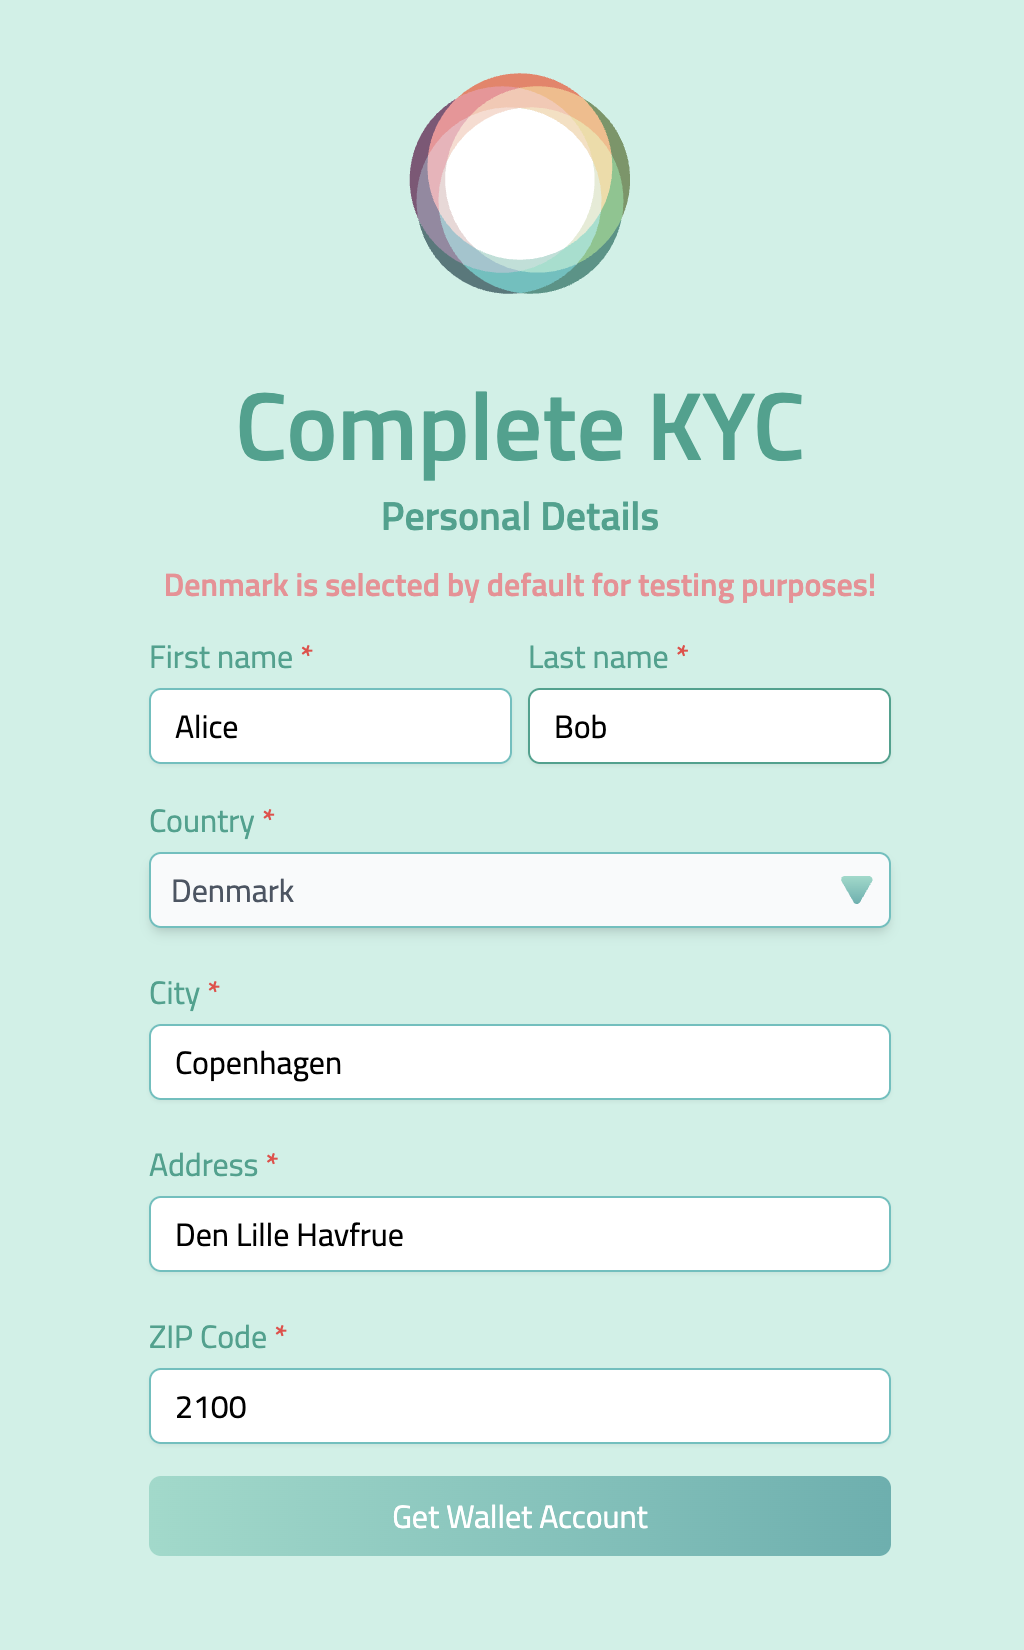 Complete KYC
Personal Details
Denmark is selected by default for testing purposes!
First name *
Last name *
Alice
Bob
Country *
Denmark
City *
Copenhagen
Address *
Den Lille Havfrue
ZIP Code *
2100
Get Wallet Account